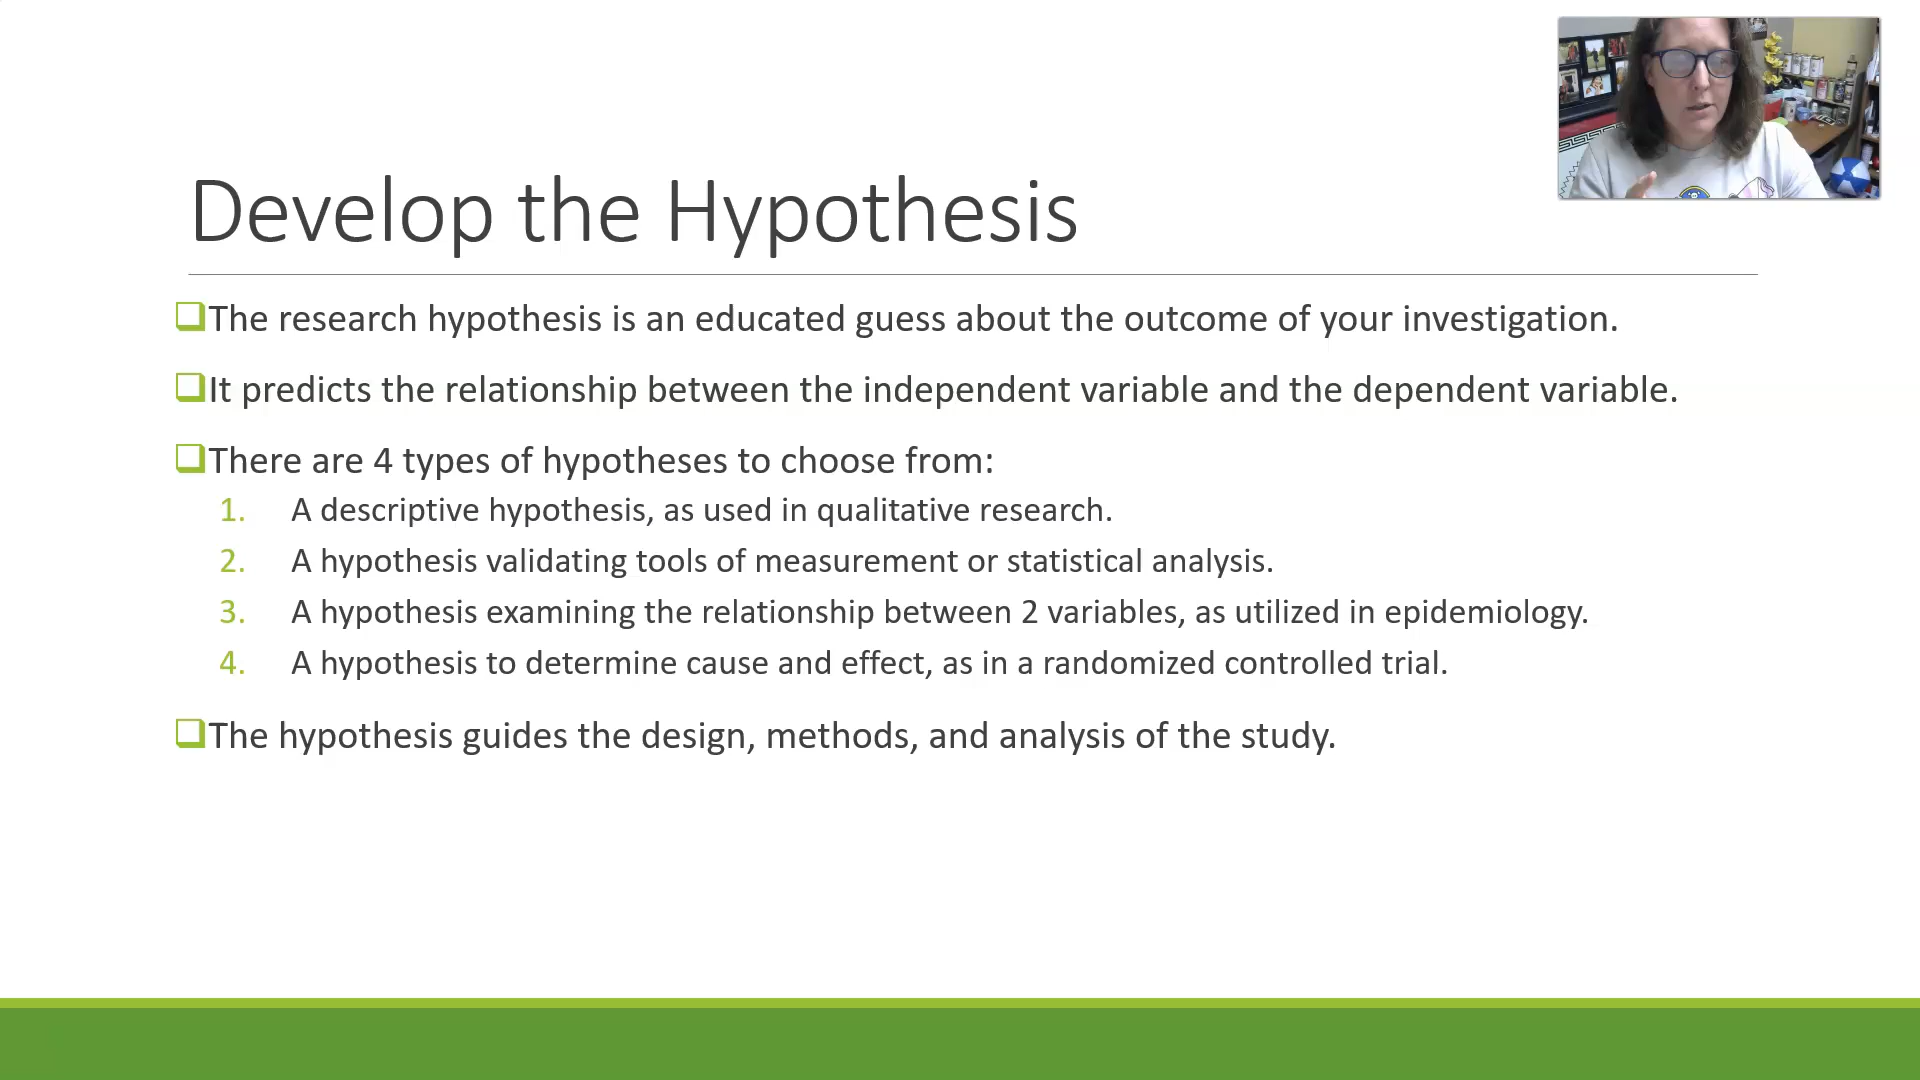 Develop the Hypothesis
The research hypothesis is an educated guess about the outcome of your investigation.
It predicts the relationship between the independent variable and the dependent variable.
There are 4 types of hypotheses to choose from:
1. A descriptive hypothesis, as used in qualitative research.
2. A hypothesis validating tools of measurement or statistical analysis.
3. A hypothesis examining the relationship between 2 variables, as utilized in epidemiology.
4. A hypothesis to determine cause and effect, as in a randomized controlled trial.
The hypothesis guides the design, methods, and analysis of the study.